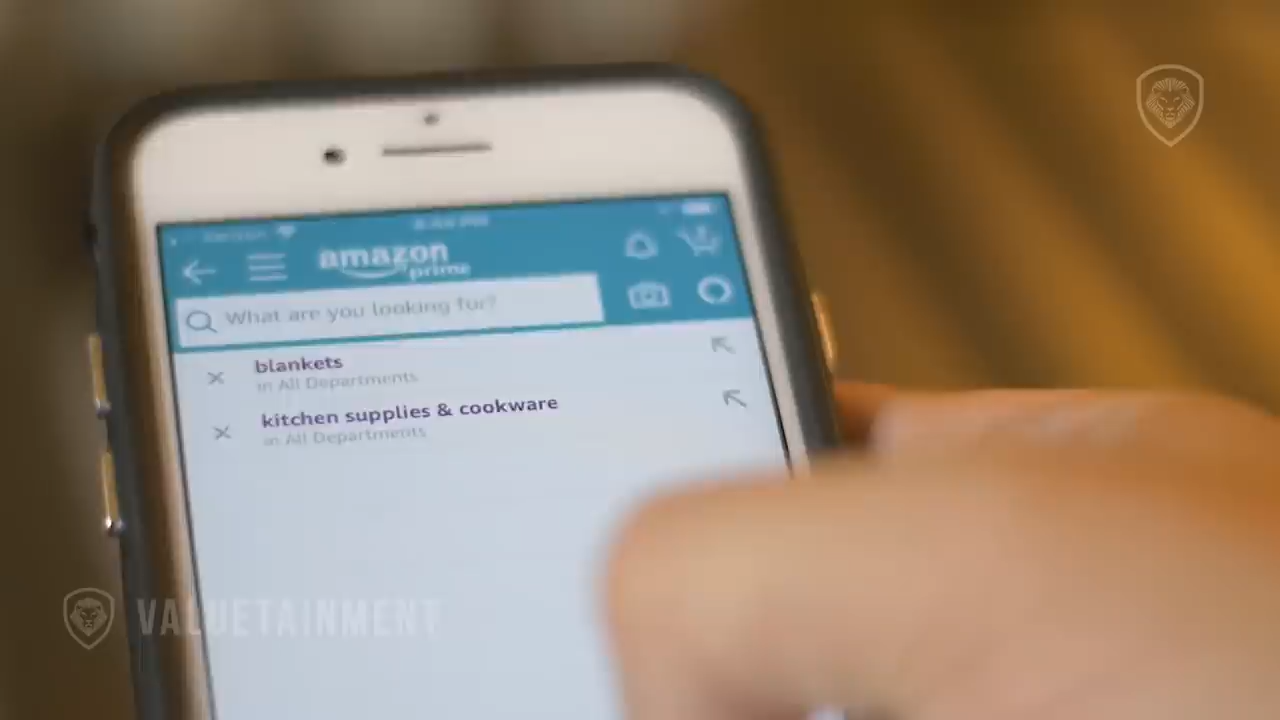 amazon
prime
What are you looking for?
blankets
in All Departments
kitchen supplies & cookware
in All Departments
VALUETAINMENT